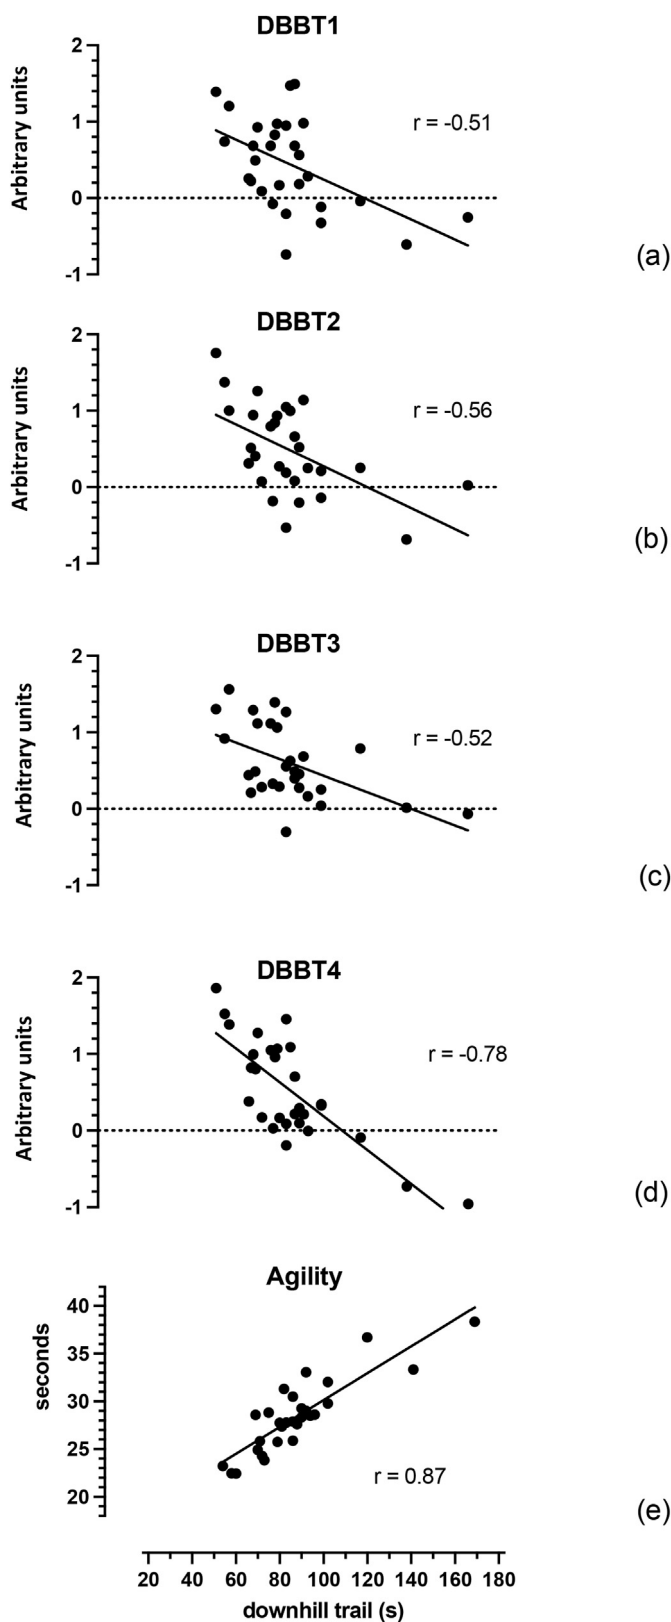 DBBT1
2
1
0
-1
Arbitrary units
r = -0.51
(a)
DBBT2
2
1
0
-1
Arbitrary units
r = -0.56
(b)
DBBT3
2
1
0
-1
Arbitrary units
r = -0.52
(c)
DBBT4
2
1
0
-1
Arbitrary units
r = -0.78
(d)
Agility
40
35
30
25
20
seconds
r = 0.87
(e)
20 40 60 80 100 120 140 160 180
downhill trail (s)